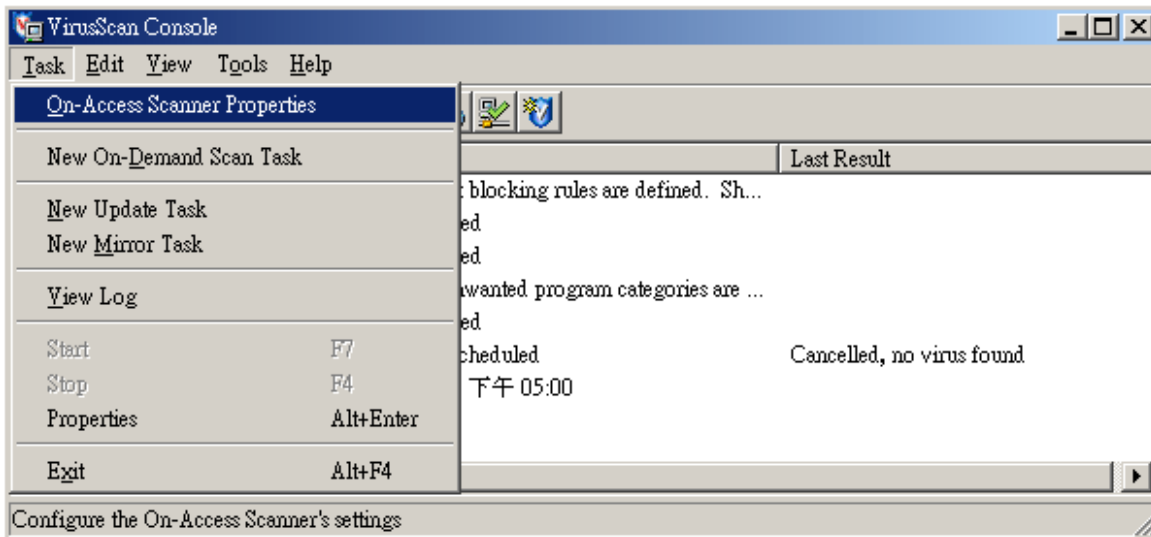 VirusScan Console
Task Edit View Tools Help
On-Access Scanner Properties
New On-Demand Scan Task
New Update Task
New Mirror Task
View Log
Start F7
Stop F4
Properties Alt+Enter
Exit Alt+F4
Last Result
blocking rules are defined. Sh...
ed
ed
wanted program categories are ...
ed
cheduled Cancelled, no virus found
下午 05:00
Configure the On-Access Scanner's settings